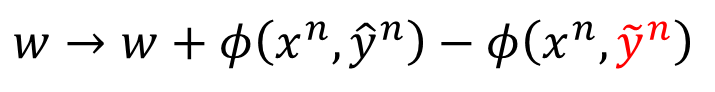 w → w + ϕ(xⁿ, ŷⁿ) − ϕ(xⁿ, ỹⁿ)